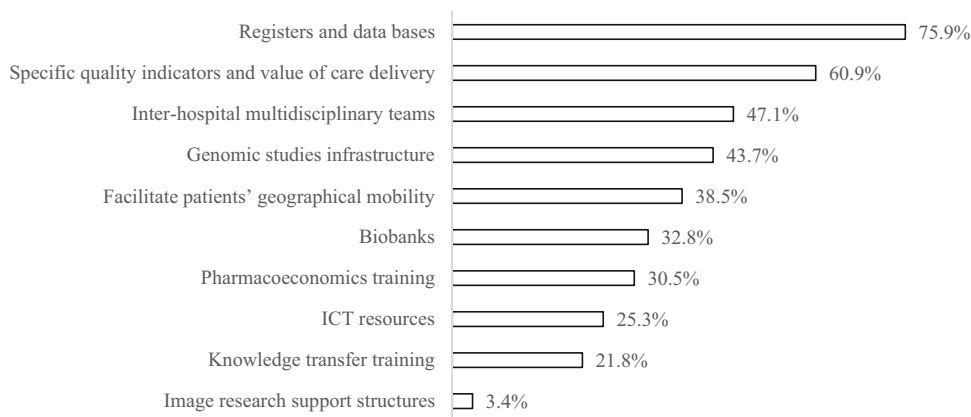 Registers and data bases 75.9%
Specific quality indicators and value of care delivery 60.9%
Inter-hospital multidisciplinary teams 47.1%
Genomic studies infrastructure 43.7%
Facilitate patients’ geographical mobility 38.5%
Biobanks 32.8%
Pharmacoeconomics training 30.5%
ICT resources 25.3%
Knowledge transfer training 21.8%
Image research support structures 3.4%